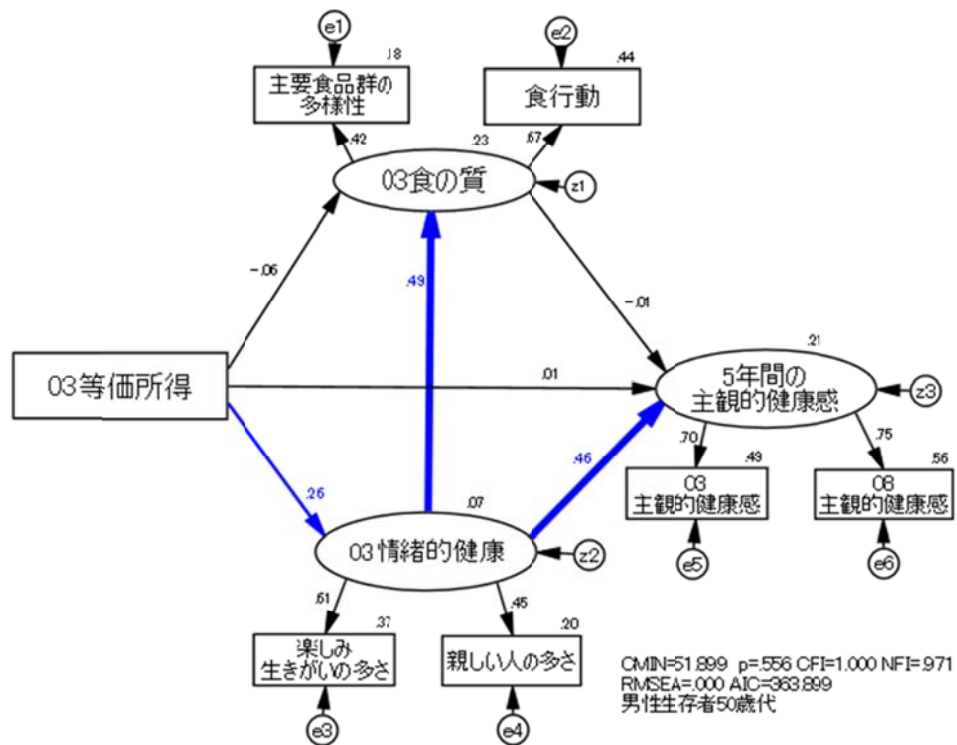 e1
.18
主要食品群の
多様性
.42
e2
.44
食行動
.67
.23
03食の質
z1
-.06
.49
-.01
03等価所得
.01
.21
5年間の
主観的健康感
z3
.26
.46
.70
.49
03
主観的健康感
e5
.75
.56
08
主観的健康感
e6
.07
03情緒的健康
z2
.61
.37
楽しみ
生きがいの多さ
e3
.45
.20
親しい人の多さ
e4
CMIN=51.899 p=.556 CFI=1.000 NFI=.971
RMSEA=.000 AIC=363.899
男性生存者50歳代